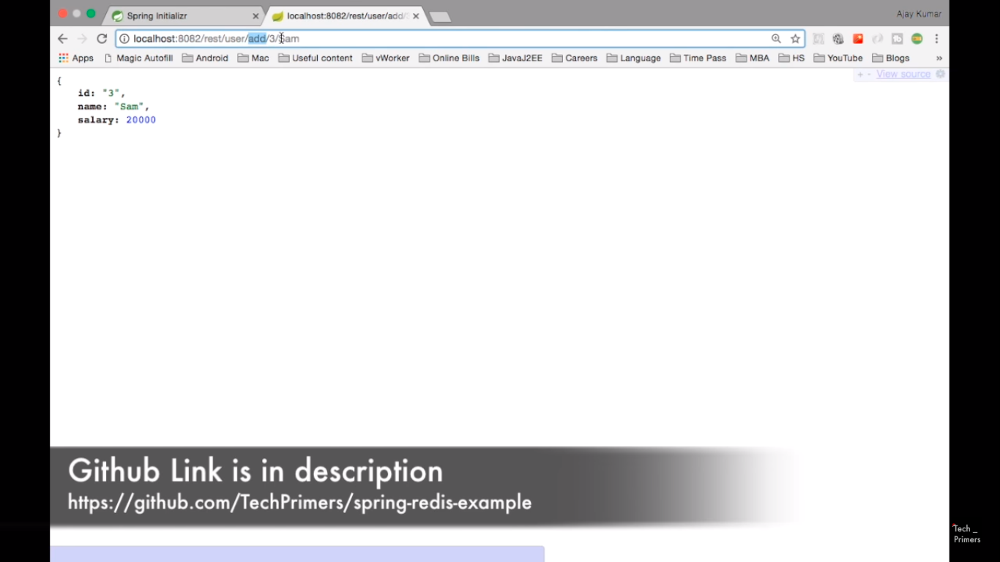 Spring Initializr
localhost:8082/rest/user/add/
Ajay Kumar
localhost:8082/rest/user/add/3/Sam
Apps Magic Autofill Android Mac Useful content vWorker Online Bills JavaJ2EE Careers Language Time Pass MBA HS YouTube Blogs »
+ - View source
{
id: "3",
name: "Sam",
salary: 20000
}
Github Link is in description
https://github.com/TechPrimers/spring-redis-example
Tech _
Primers